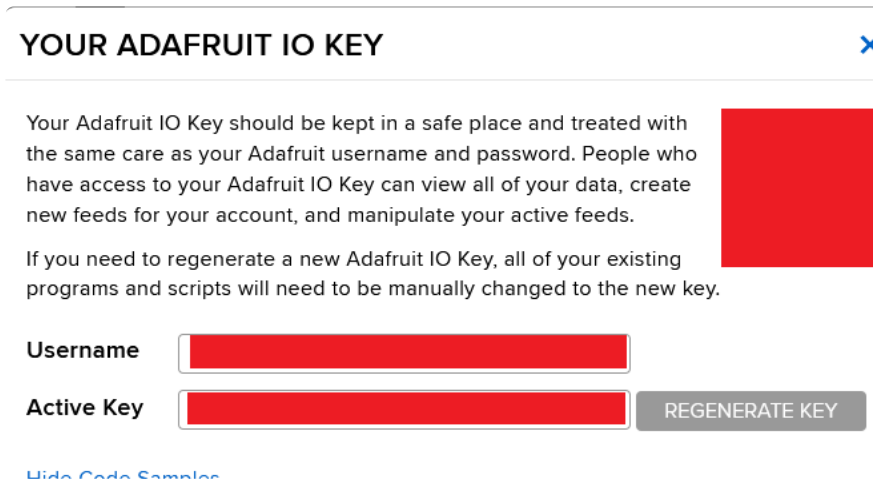 YOUR ADAFRUIT IO KEY
Your Adafruit IO Key should be kept in a safe place and treated with
the same care as your Adafruit username and password. People who
have access to your Adafruit IO Key can view all of your data, create
new feeds for your account, and manipulate your active feeds.
If you need to regenerate a new Adafruit IO Key, all of your existing
programs and scripts will need to be manually changed to the new key.
Username
Active Key
REGENERATE KEY
Hide Code Samples